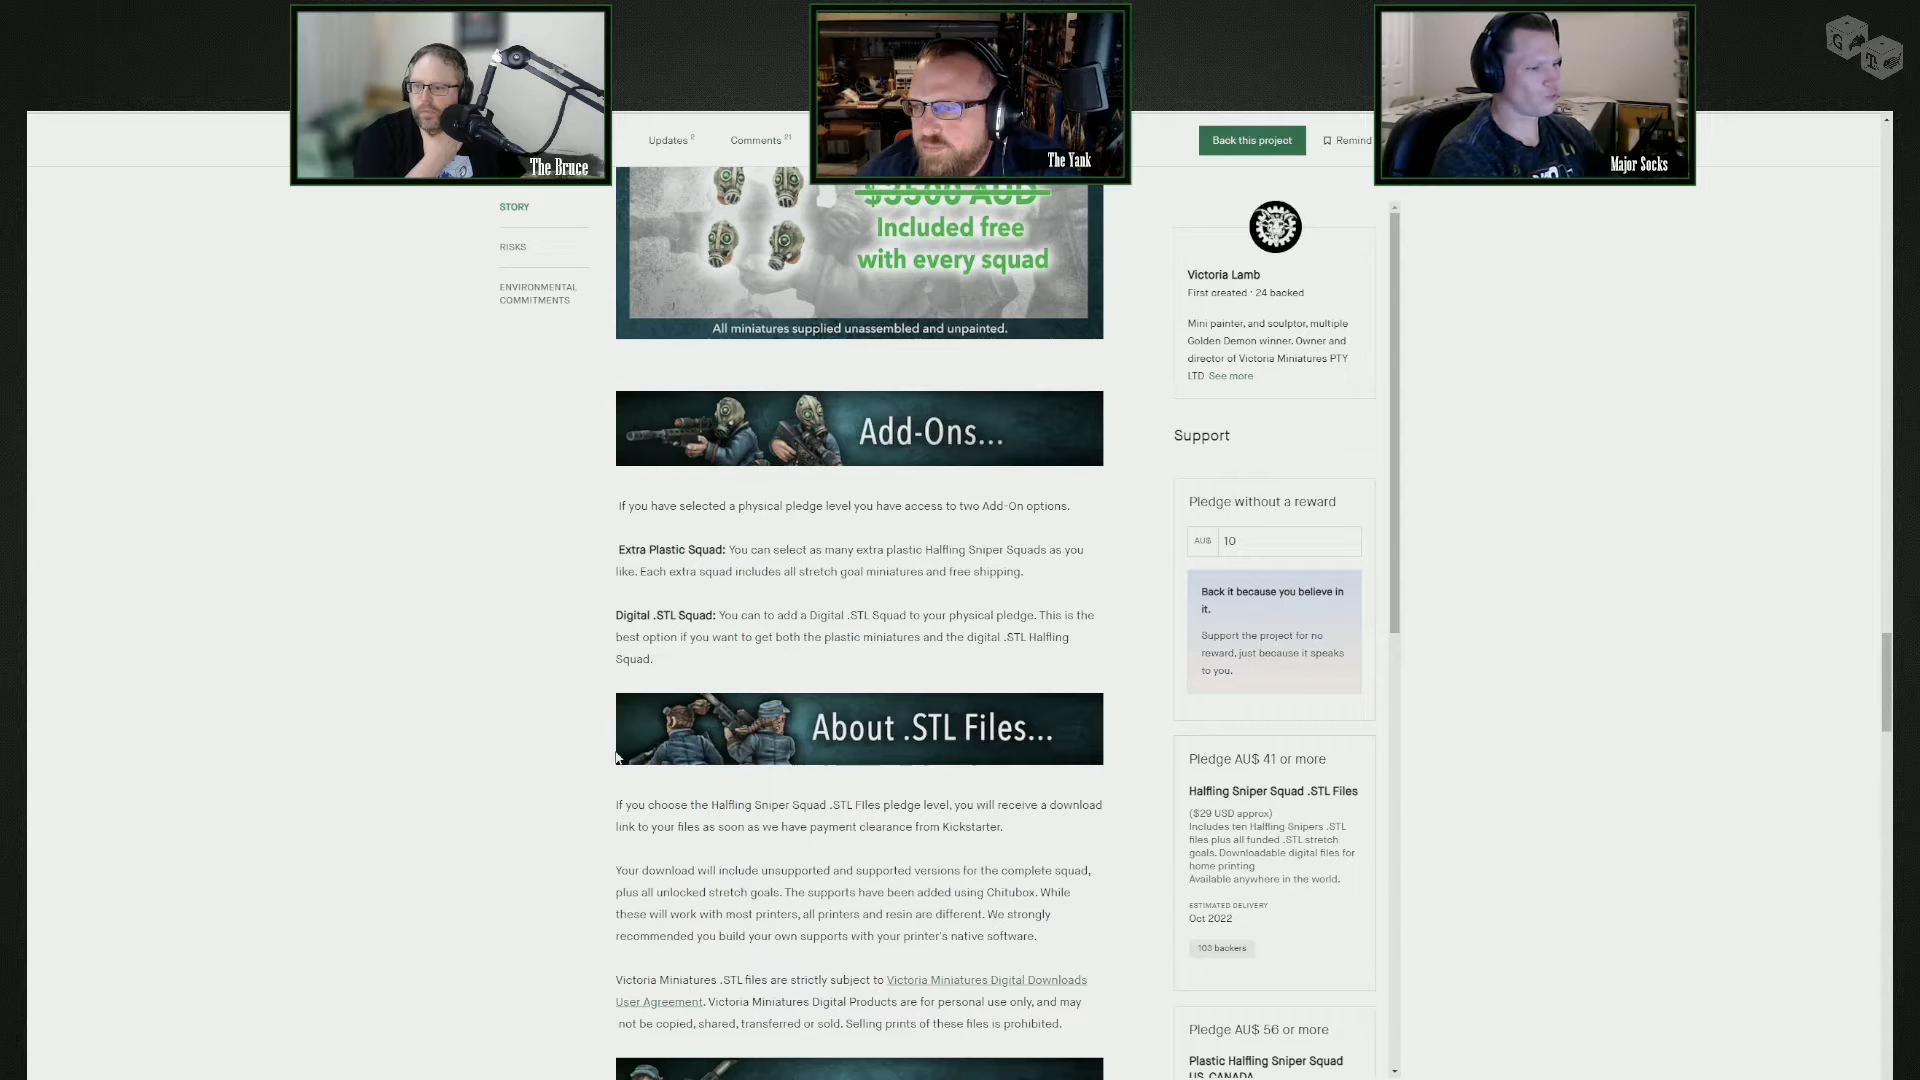 The Bruce
The Yank
Major Socks
Updates 2
Comments 21
Back this project
Remind
STORY
RISKS
ENVIRONMENTAL
COMMITMENTS
$3500 AUD
Included free
with every squad
All miniatures supplied unassembled and unpainted.
Add-Ons...
If you have selected a physical pledge level you have access to two Add-On options.
Extra Plastic Squad: You can select as many extra plastic Halfling Sniper Squads as you
like. Each extra squad includes all stretch goal miniatures and free shipping.
Digital .STL Squad: You can to add a Digital .STL Squad to your physical pledge. This is the
best option if you want to get both the plastic miniatures and the digital .STL Halfling
Squad.
About .STL Files...
If you choose the Halfling Sniper Squad .STL FIles pledge level, you will receive a download
link to your files as soon as we have payment clearance from Kickstarter.
Your download will include unsupported and supported versions for the complete squad,
plus all unlocked stretch goals. The supports have been added using Chitubox. While
these will work with most printers, all printers and resin are different. We strongly
recommended you build your own supports with your printer's native software.
Victoria Miniatures .STL files are strictly subject to Victoria Miniatures Digital Downloads
User Agreement. Victoria Miniatures Digital Products are for personal use only, and may
not be copied, shared, transferred or sold. Selling prints of these files is prohibited.
Victoria Lamb
First created · 24 backed
Mini painter, and sculptor, multiple
Golden Demon winner. Owner and
director of Victoria Miniatures PTY
LTD See more
Support
Pledge without a reward
AU$ 10
Back it because you believe in
it.
Support the project for no
reward, just because it speaks
to you.
Pledge AU$ 41 or more
Halfling Sniper Squad .STL Files
($29 USD approx)
Includes ten Halfling Snipers .STL
files plus all funded .STL stretch
goals. Downloadable digital files for
home printing
Available anywhere in the world.
ESTIMATED DELIVERY
Oct 2022
103 backers
Pledge AU$ 56 or more
Plastic Halfling Sniper Squad
US, CANADA